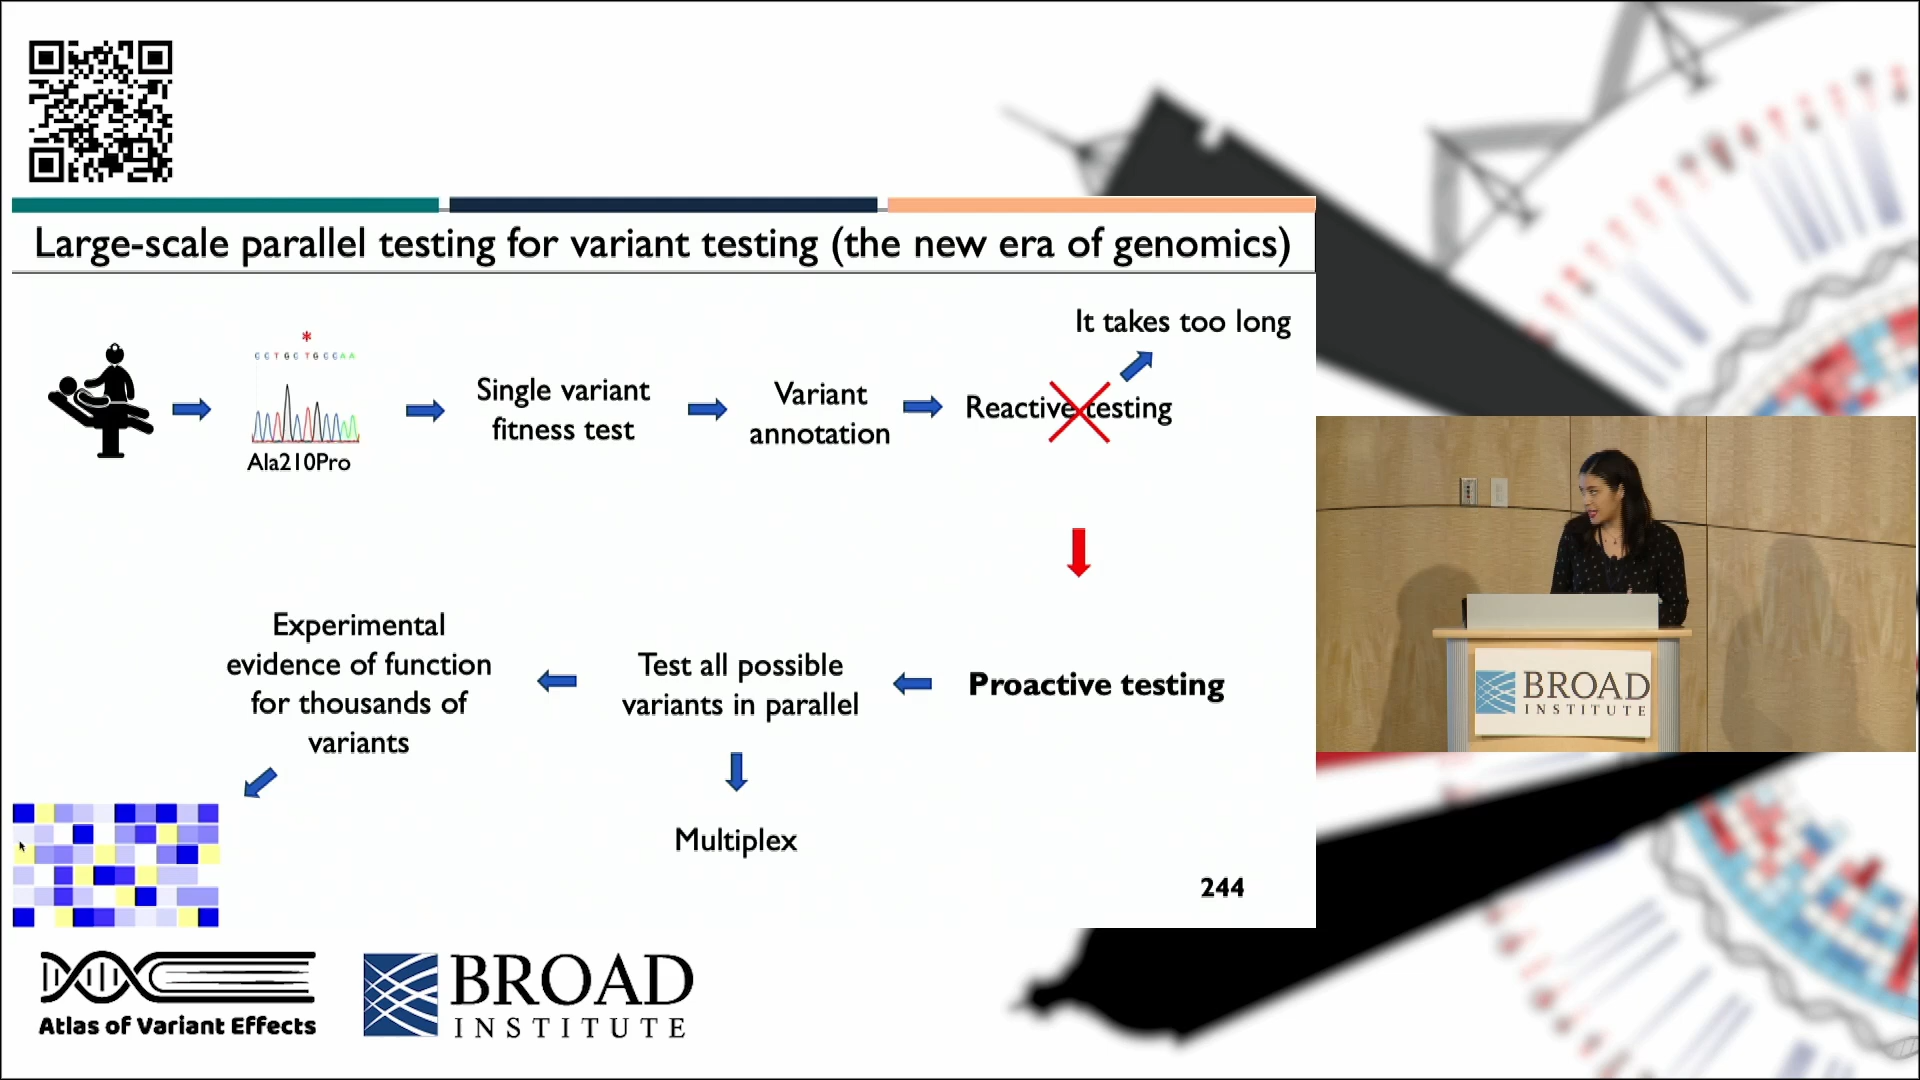 Large-scale parallel testing for variant testing (the new era of genomics)
It takes too long
*
C C T G C T G C C A A
Single variant
fitness test
Variant
annotation
Reactive testing
Ala210Pro
Experimental
evidence of function
for thousands of
variants
Test all possible
variants in parallel
Proactive testing
Multiplex
244
BROAD
INSTITUTE
Atlas of Variant Effects
BROAD
INSTITUTE